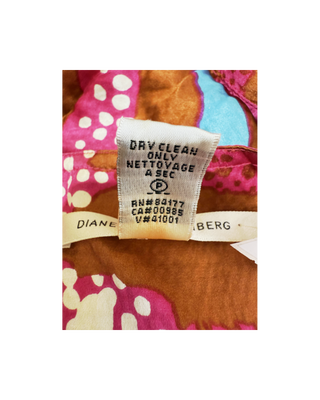 DRY CLEAN
ONLY
NETTOYAGE
A SEC
P
RN#84177
CA#00985
V#41001
DIANE BERG